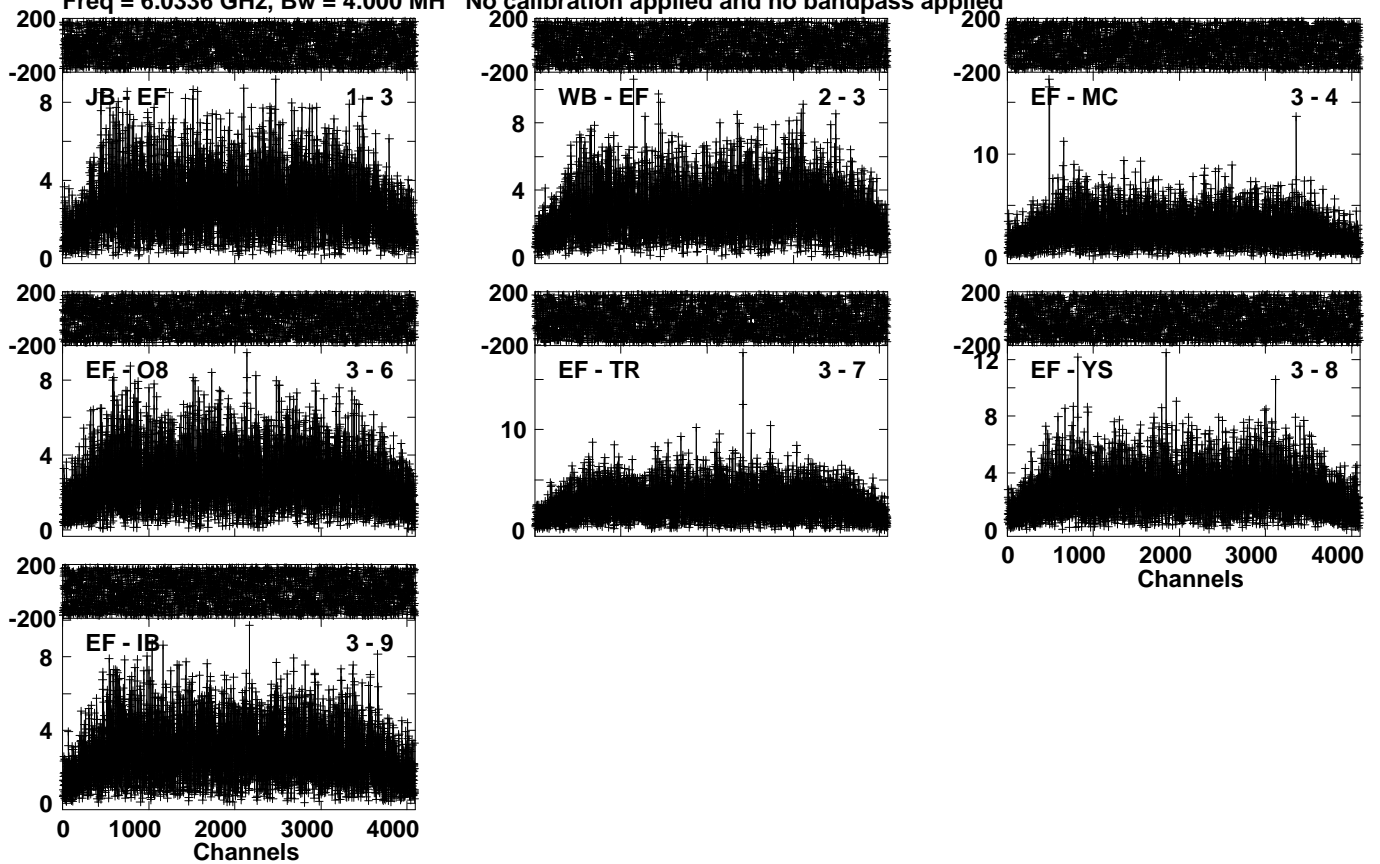 Freq = 6.0336 GHz, Bw = 4.000 MH No calibration applied and no bandpass applied
200 200 200
-200 -200 -200
JB - EF 1 - 3 WB - EF 2 - 3 EF - MC 3 - 4
8 8 10
4 4
0 0 0
200 200 200
-200 -200 -200
12
EF - O8 3 - 6 EF - TR 3 - 7 EF - YS 3 - 8
8 10 8
4 4
0 0 0
0 1000 2000 3000 4000
Channels
200
-200
EF - IB 3 - 9
8
4
0
0 1000 2000 3000 4000
Channels